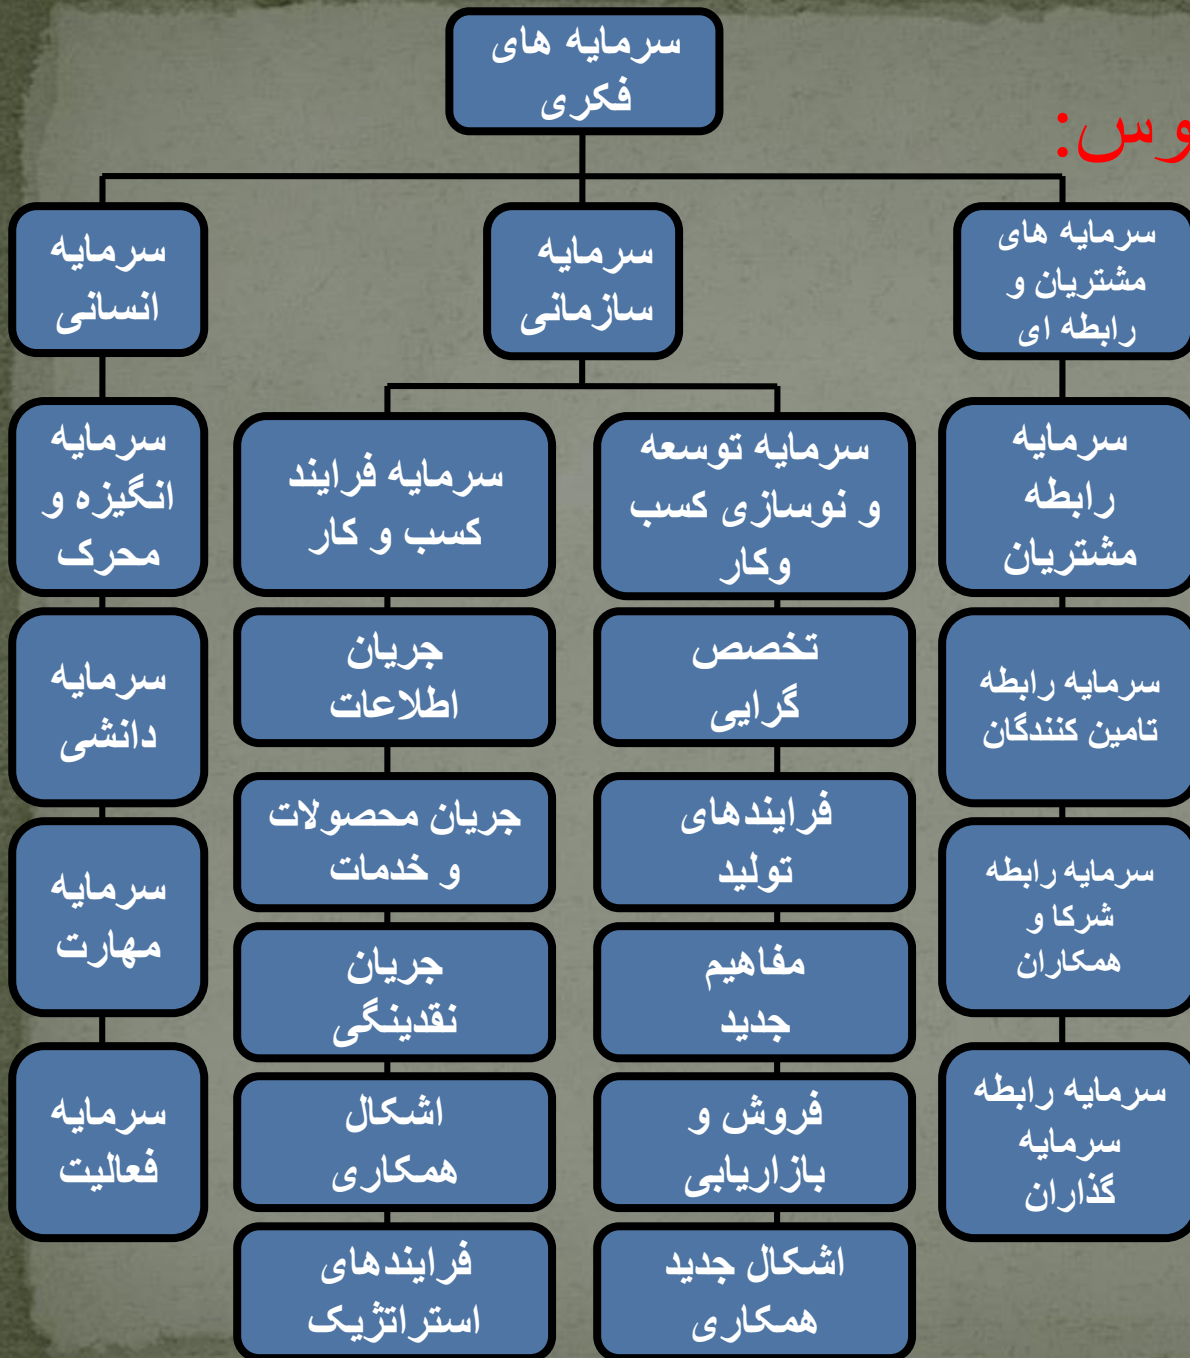 سرمایه های
فکری
وس:
سرمایه های
مشتریان و
رابطه ای
سرمایه
سازمانی
سرمایه
انسانی
سرمایه
رابطه
مشتریان
سرمایه رابطه
تامین کنندگان
سرمایه رابطه
شرکا و
همکاران
سرمایه رابطه
سرمایه
گذاران
سرمایه توسعه
و نوسازی کسب
وکار
تخصص
گرایی
فرایندهای
تولید
مفاهیم
جدید
فروش و
بازاریابی
اشکال جدید
همکاری
سرمایه فرایند
کسب و کار
جریان
اطلاعات
جریان محصولات
و خدمات
جریان
نقدینگی
اشکال
همکاری
فرایندهای
استراتژیک
سرمایه
انگیزه و
محرک
سرمایه
دانشی
سرمایه
مهارت
سرمایه
فعالیت